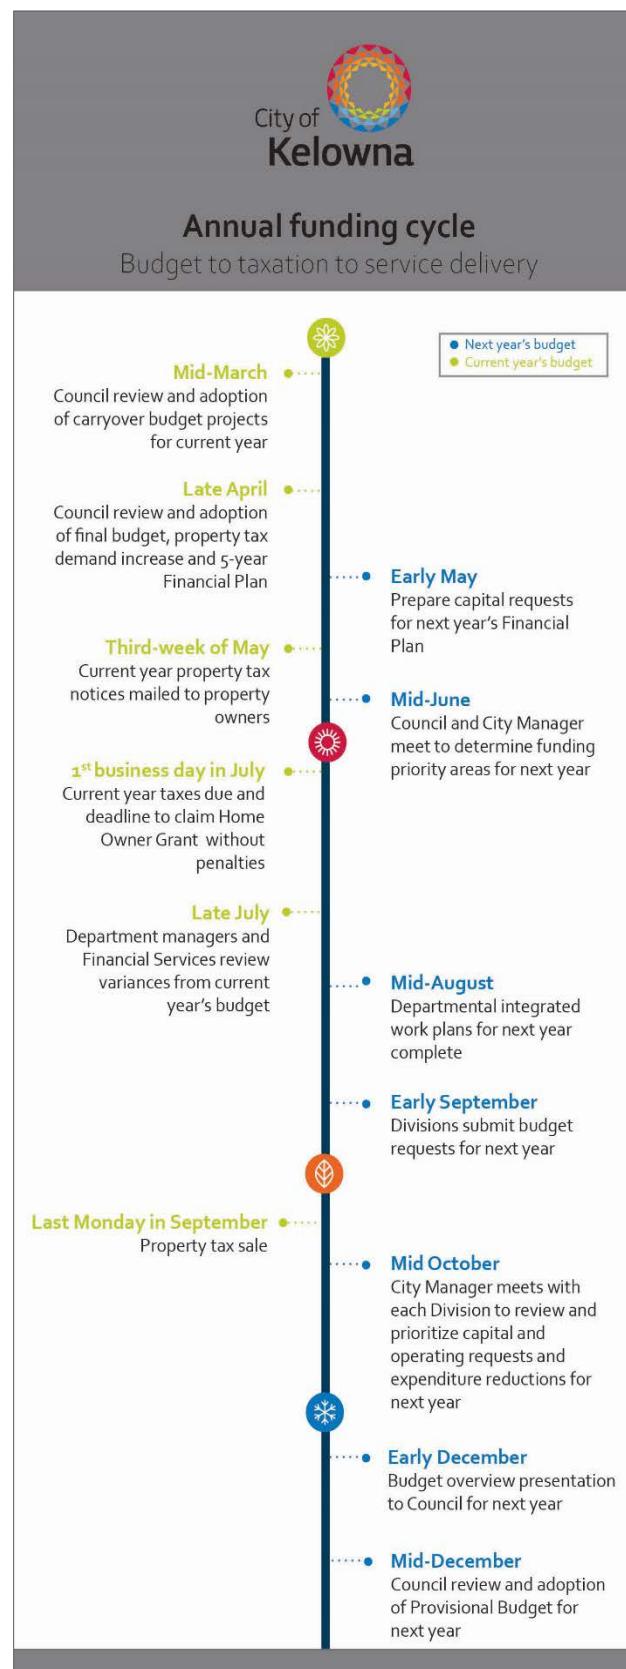 City of
Kelowna
Annual funding cycle
Budget to taxation to service delivery
Next year's budget
Current year's budget
Mid-March
Council review and adoption
of carryover budget projects
for current year
Late April
Council review and adoption
of final budget, property tax
demand increase and 5-year
Financial Plan
Early May
Prepare capital requests
for next year's Financial
Plan
Third-week of May
Current year property tax
notices mailed to property
owners
Mid-June
Council and City Manager
meet to determine funding
priority areas for next year
1st business day in July
Current year taxes due and
deadline to claim Home
Owner Grant without
penalties
Late July
Department managers and
Financial Services review
variances from current
year's budget
Mid-August
Departmental integrated
work plans for next year
complete
Early September
Divisions submit budget
requests for next year
Last Monday in September
Property tax sale
Mid October
City Manager meets with
each Division to review and
prioritize capital and
operating requests and
expenditure reductions for
next year
Early December
Budget overview presentation
to Council for next year
Mid-December
Council review and adoption
of Provisional Budget for
next year